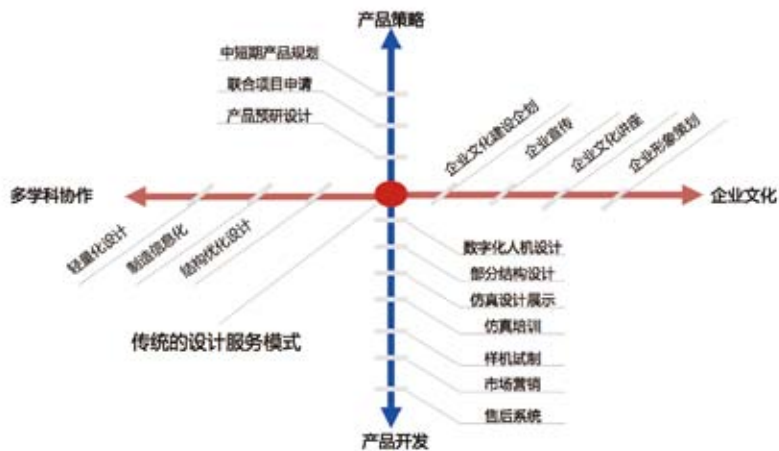 产品策略
中短期产品规划
联合项目申请
产品预研设计
企业文化建设企划
企业宣传
企业文化讲座
企业形象策划
多学科协作
企业文化
轻量化设计
制造信息化
结构优化设计
传统的设计服务模式
数字化人机设计
部分结构设计
仿真设计展示
仿真培训
样机试制
市场营销
售后系统
产品开发